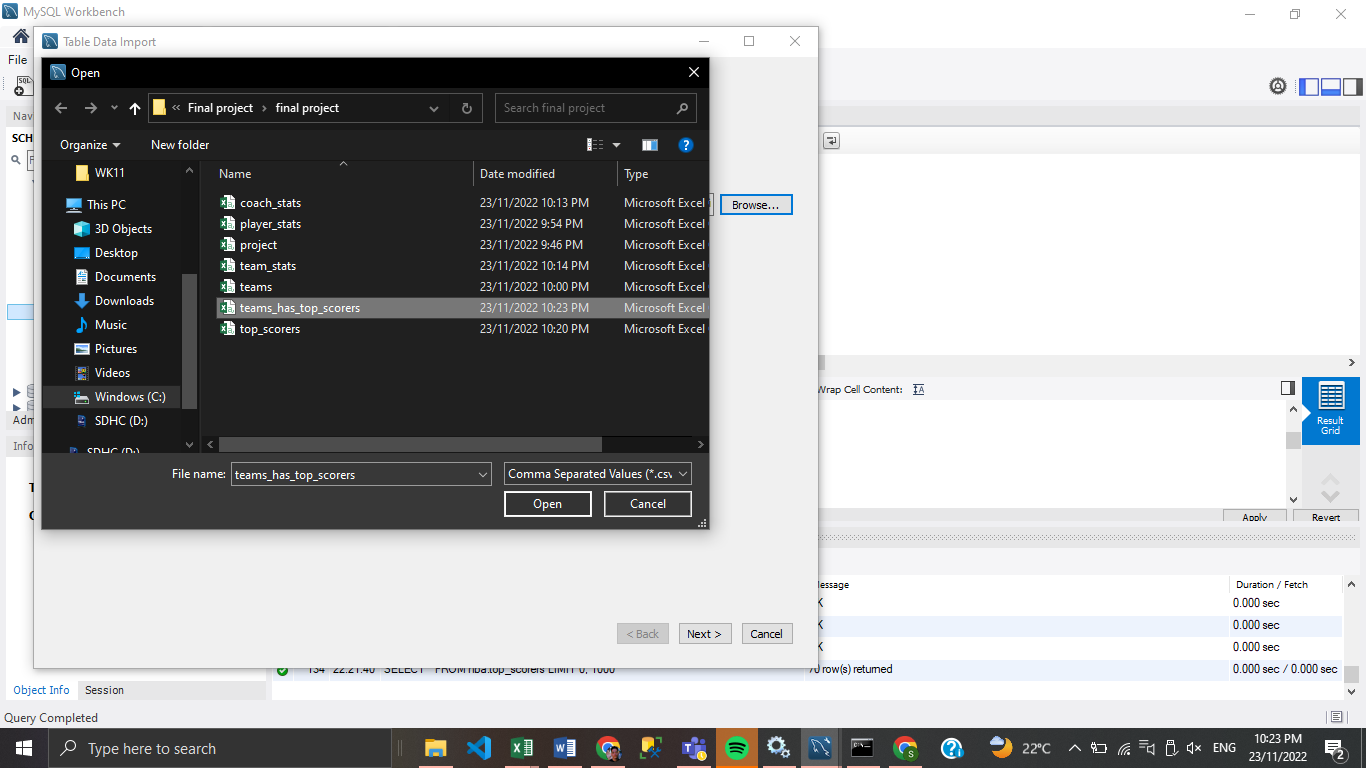 MySQL Workbench
Table Data Import
File
Open
Final project
final project
Search final project
Nav
Organize
New folder
SCH
WK11
Name
Date modified
Type
This PC
coach_stats 23/11/2022 10:13 PM Microsoft Excel
Browse...
3D Objects
player_stats 23/11/2022 9:54 PM Microsoft Excel
Desktop
project 23/11/2022 9:46 PM Microsoft Excel
Documents
team_stats 23/11/2022 10:14 PM Microsoft Excel
Downloads
teams 23/11/2022 10:00 PM Microsoft Excel
Music
teams_has_top_scorers 23/11/2022 10:23 PM Microsoft Excel
Pictures
top_scorers 23/11/2022 10:20 PM Microsoft Excel
Videos
Windows (C:)
Wrap Cell Content:
SDHC (D:)
Adm
Result
Grid
Info
SDHC (D:)
File name: teams_has_top_scorers
Comma Separated Values (*.csv
Open
Cancel
Apply
Revert
Message
Duration / Fetch
K 0.000 sec
K 0.000 sec
< Back
Next >
Cancel
K 0.000 sec
134 22:21:40 SELECT * FROM nba.top_scorers LIMIT 0, 1000 70 row(s) returned 0.000 sec / 0.000 sec
Object Info
Session
Query Completed
Type here to search
22°C
ENG
10:23 PM
23/11/2022
2